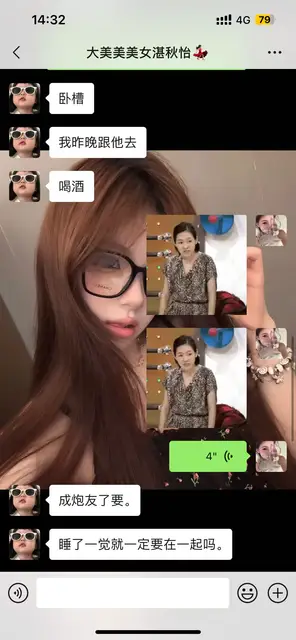 14:32
4G 79
大美美美女湛秋怡💃
卧槽
我昨晚跟他去
喝酒
4"
成炮友了要。
睡了一觉就一定要在一起吗。